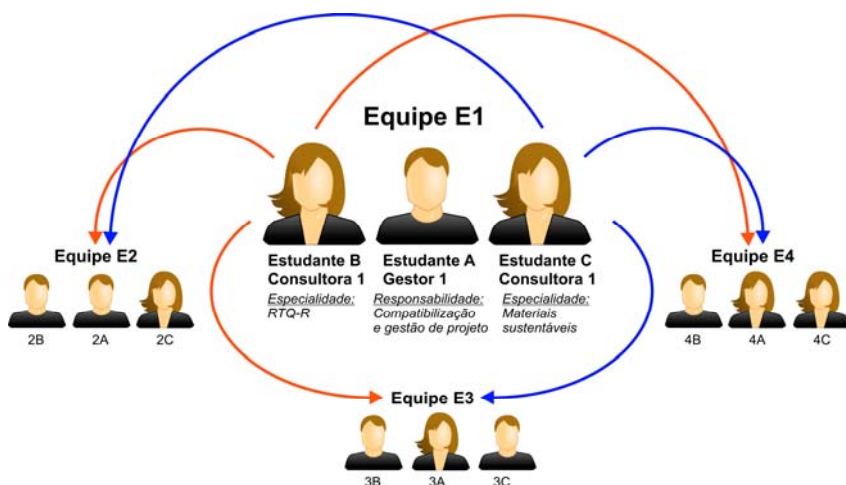 Equipe E1
Equipe E2
2B 2A 2C
Estudante B
Consultora 1
Especialidade:
RTQ-R
Estudante A
Gestor 1
Responsabilidade:
Compatibilização
e gestão de projeto
Estudante C
Consultora 1
Especialidade:
Materiais
sustentáveis
Equipe E4
4B 4A 4C
Equipe E3
3B 3A 3C